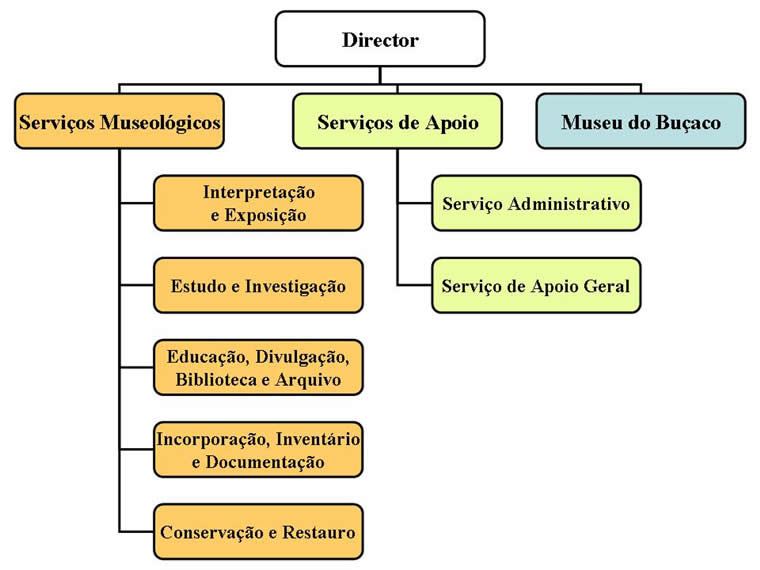 Director
Serviços Museológicos
Serviços de Apoio
Museu do Buçaco
Interpretação
e Exposição
Estudo e Investigação
Educação, Divulgação,
Biblioteca e Arquivo
Incorporação, Inventário
e Documentação
Conservação e Restauro
Serviço Administrativo
Serviço de Apoio Geral